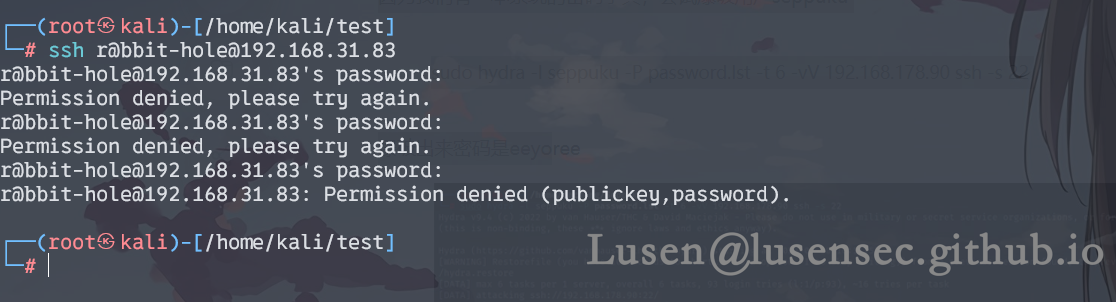 ┌──(root㉿kali)-[/home/kali/test]
└─# ssh r@bbit-hole@192.168.31.83
r@bbit-hole@192.168.31.83's password:
Permission denied, please try again.
r@bbit-hole@192.168.31.83's password:
Permission denied, please try again.
r@bbit-hole@192.168.31.83's password:
r@bbit-hole@192.168.31.83: Permission denied (publickey,password).
┌──(root㉿kali)-[/home/kali/test]
└─#
Lusen@lusensec.github.io